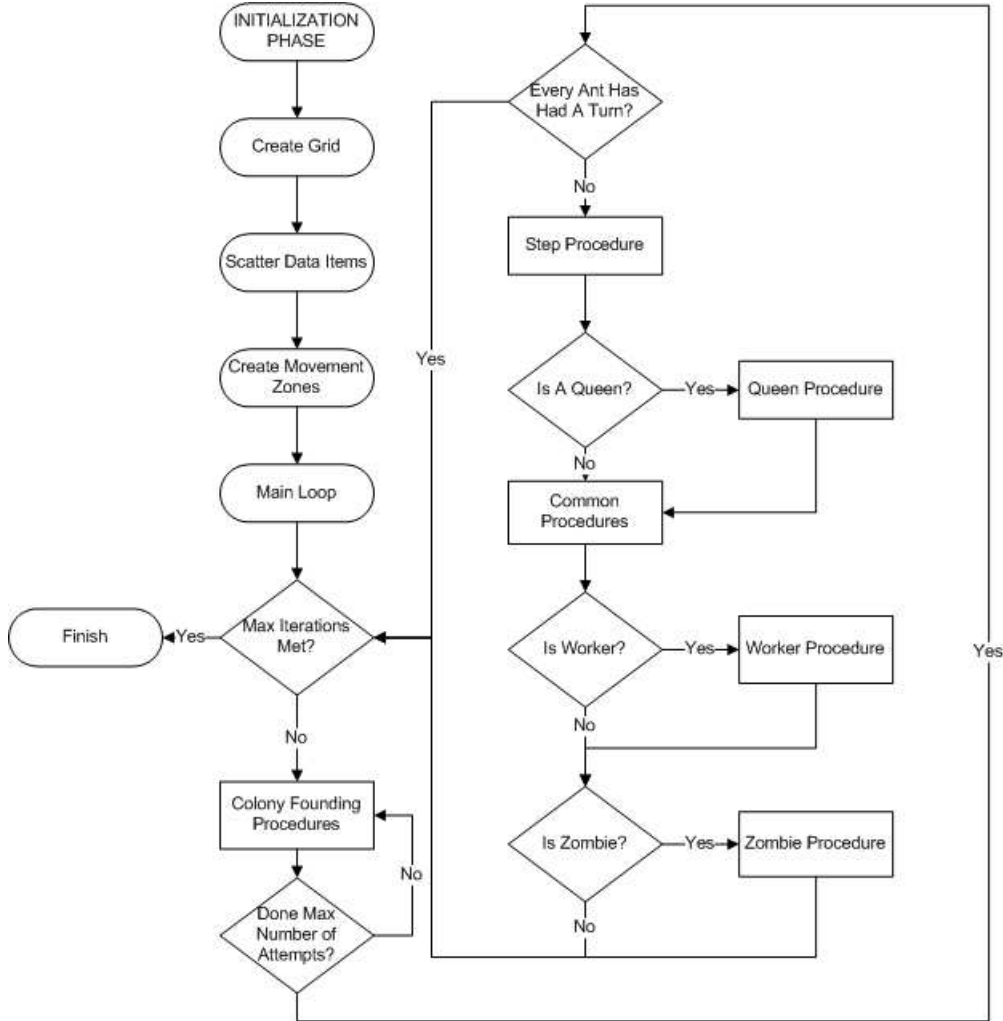 INITIALIZATION
PHASE
Create Grid
Scatter Data Items
Create Movement
Zones
Main Loop
Max Iterations
Met?
Yes
Finish
No
Colony Founding
Procedures
No
Done Max
Number of
Attempts?
Yes
Every Ant Has
Had A Turn?
Yes
No
Step Procedure
Is A Queen?
Yes
Queen Procedure
No
Common
Procedures
Is Worker?
Yes
Worker Procedure
No
Is Zombie?
Yes
Zombie Procedure
No